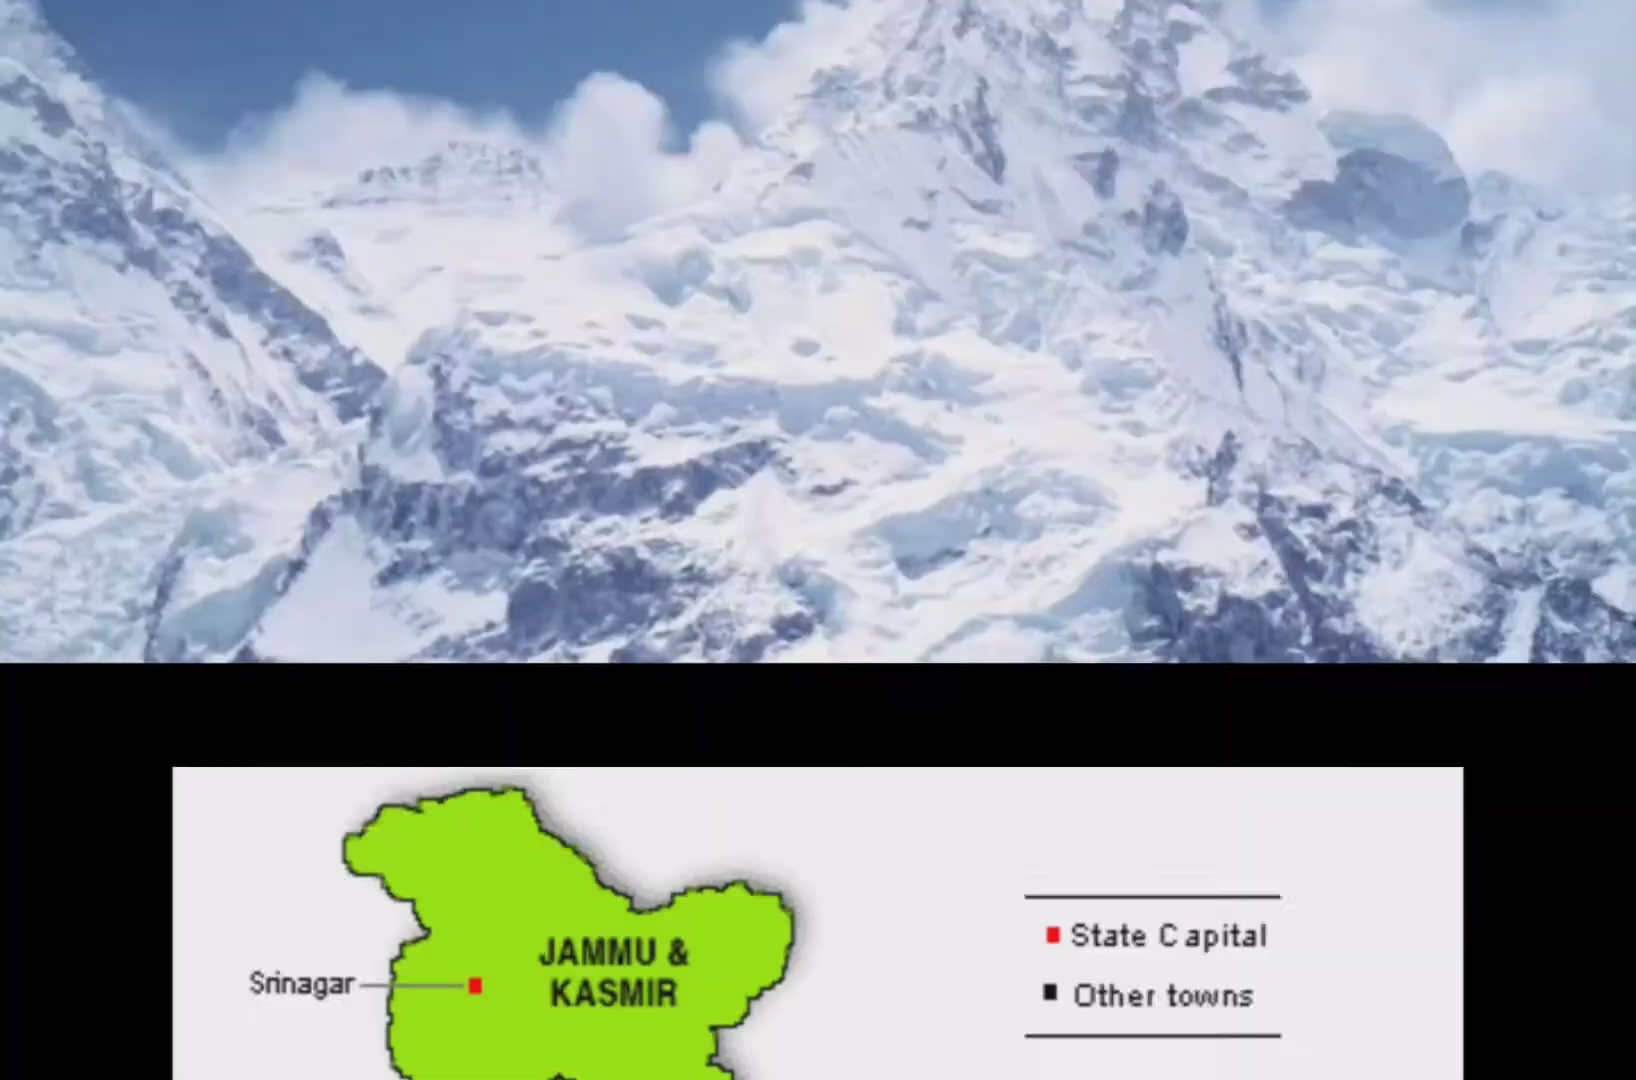 JAMMU &
KASMIR
Srinagar
State Capital
Other towns